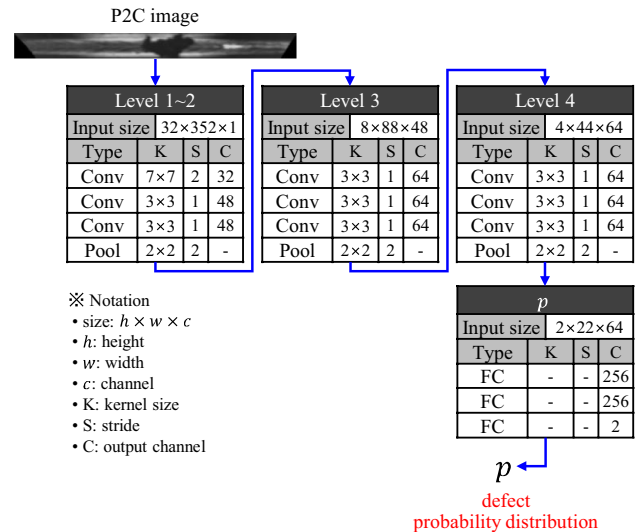 P2C image
Level 1~2
Input size 32×352×1
Type K S C
Conv 7×7 2 32
Conv 3×3 1 48
Conv 3×3 1 48
Pool 2×2 2 -
Level 3
Input size 8×88×48
Type K S C
Conv 3×3 1 64
Conv 3×3 1 64
Conv 3×3 1 64
Pool 2×2 2 -
Level 4
Input size 4×44×64
Type K S C
Conv 3×3 1 64
Conv 3×3 1 64
Conv 3×3 1 64
Pool 2×2 2 -
p
Input size 2×22×64
Type K S C
FC - - 256
FC - - 256
FC - - 2
p
defect
probability distribution
※ Notation
• size: h × w × c
• h: height
• w: width
• c: channel
• K: kernel size
• S: stride
• C: output channel